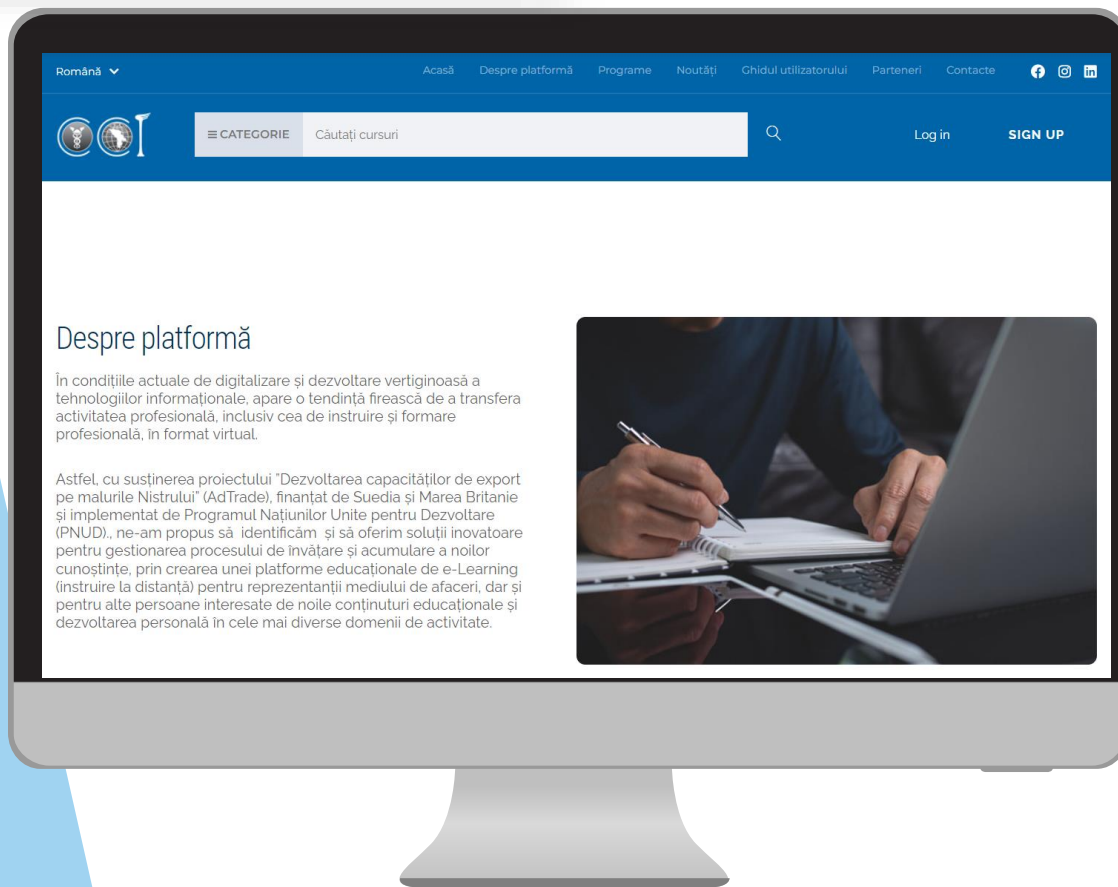 Română
Acasă Despre platformă Programe Noutăți Ghidul utilizatorului Parteneri Contacte
CCI
≡ CATEGORIE Căutați cursuri Log in SIGN UP
Despre platformă
În condițiile actuale de digitalizare și dezvoltare vertiginoasă a
tehnologiilor informaționale, apare o tendință firească de a transfera
activitatea profesională, inclusiv cea de instruire și formare
profesională, în format virtual.
Astfel, cu susținerea proiectului "Dezvoltarea capacităților de export
pe malurile Nistrului" (AdTrade), finanțat de Suedia și Marea Britanie
și implementat de Programul Națiunilor Unite pentru Dezvoltare
(PNUD)., ne-am propus să identificăm și să oferim soluții inovatoare
pentru gestionarea procesului de învățare și acumulare a noilor
cunoștințe, prin crearea unei platforme educaționale de e-Learning
(instruire la distanță) pentru reprezentanții mediului de afaceri, dar și
pentru alte persoane interesate de noile conținuturi educaționale și
dezvoltarea personală în cele mai diverse domenii de activitate.